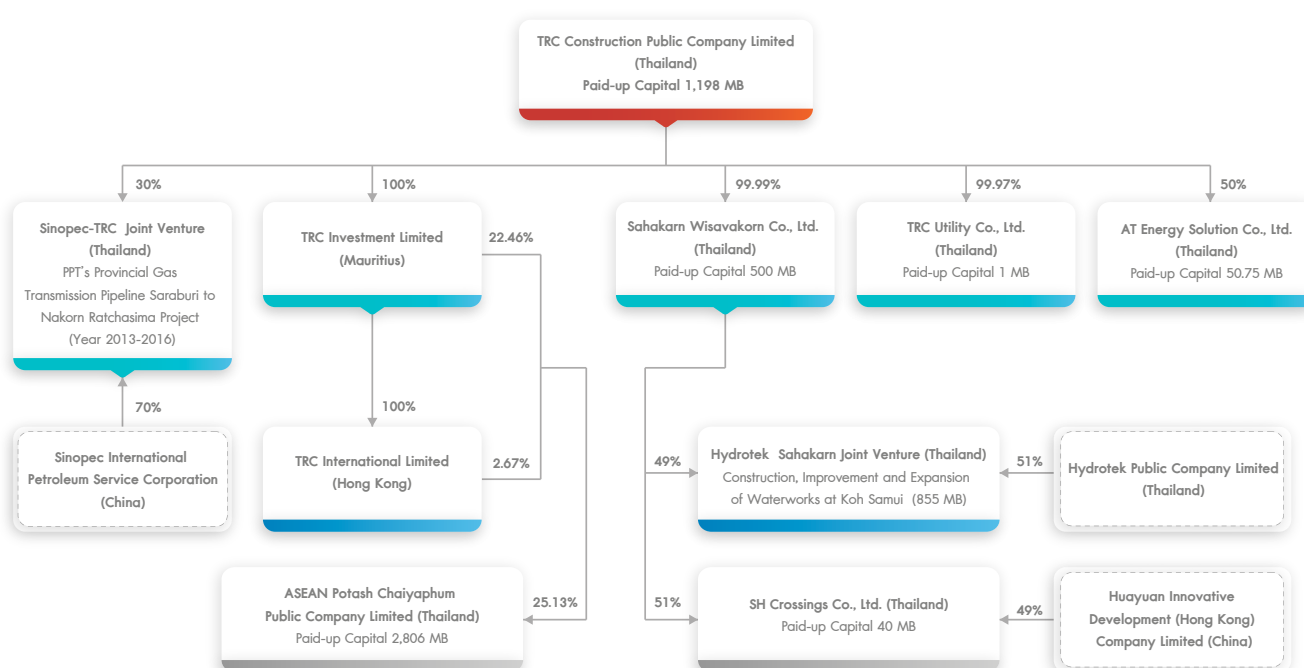 TRC Construction Public Company Limited
(Thailand)
Paid-up Capital 1,198 MB
30%
100%
99.99%
99.97%
50%
Sinopec-TRC Joint Venture
(Thailand)
PPT's Provincial Gas
Transmission Pipeline Saraburi to
Nakorn Ratchasima Project
(Year 2013-2016)
TRC Investment Limited
(Mauritius)
22.46%
Sahakarn Wisavakorn Co., Ltd.
(Thailand)
Paid-up Capital 500 MB
TRC Utility Co., Ltd.
(Thailand)
Paid-up Capital 1 MB
AT Energy Solution Co., Ltd.
(Thailand)
Paid-up Capital 50.75 MB
70%
100%
Sinopec International
Petroleum Service Corporation
(China)
TRC International Limited
(Hong Kong)
2.67%
49%
Hydrotek Sahakarn Joint Venture (Thailand)
Construction, Improvement and Expansion
of Waterworks at Koh Samui (855 MB)
51%
Hydrotek Public Company Limited
(Thailand)
ASEAN Potash Chaiyaphum
Public Company Limited (Thailand)
Paid-up Capital 2,806 MB
25.13%
51%
SH Crossings Co., Ltd. (Thailand)
Paid-up Capital 40 MB
49%
Huayuan Innovative
Development (Hong Kong)
Company Limited (China)